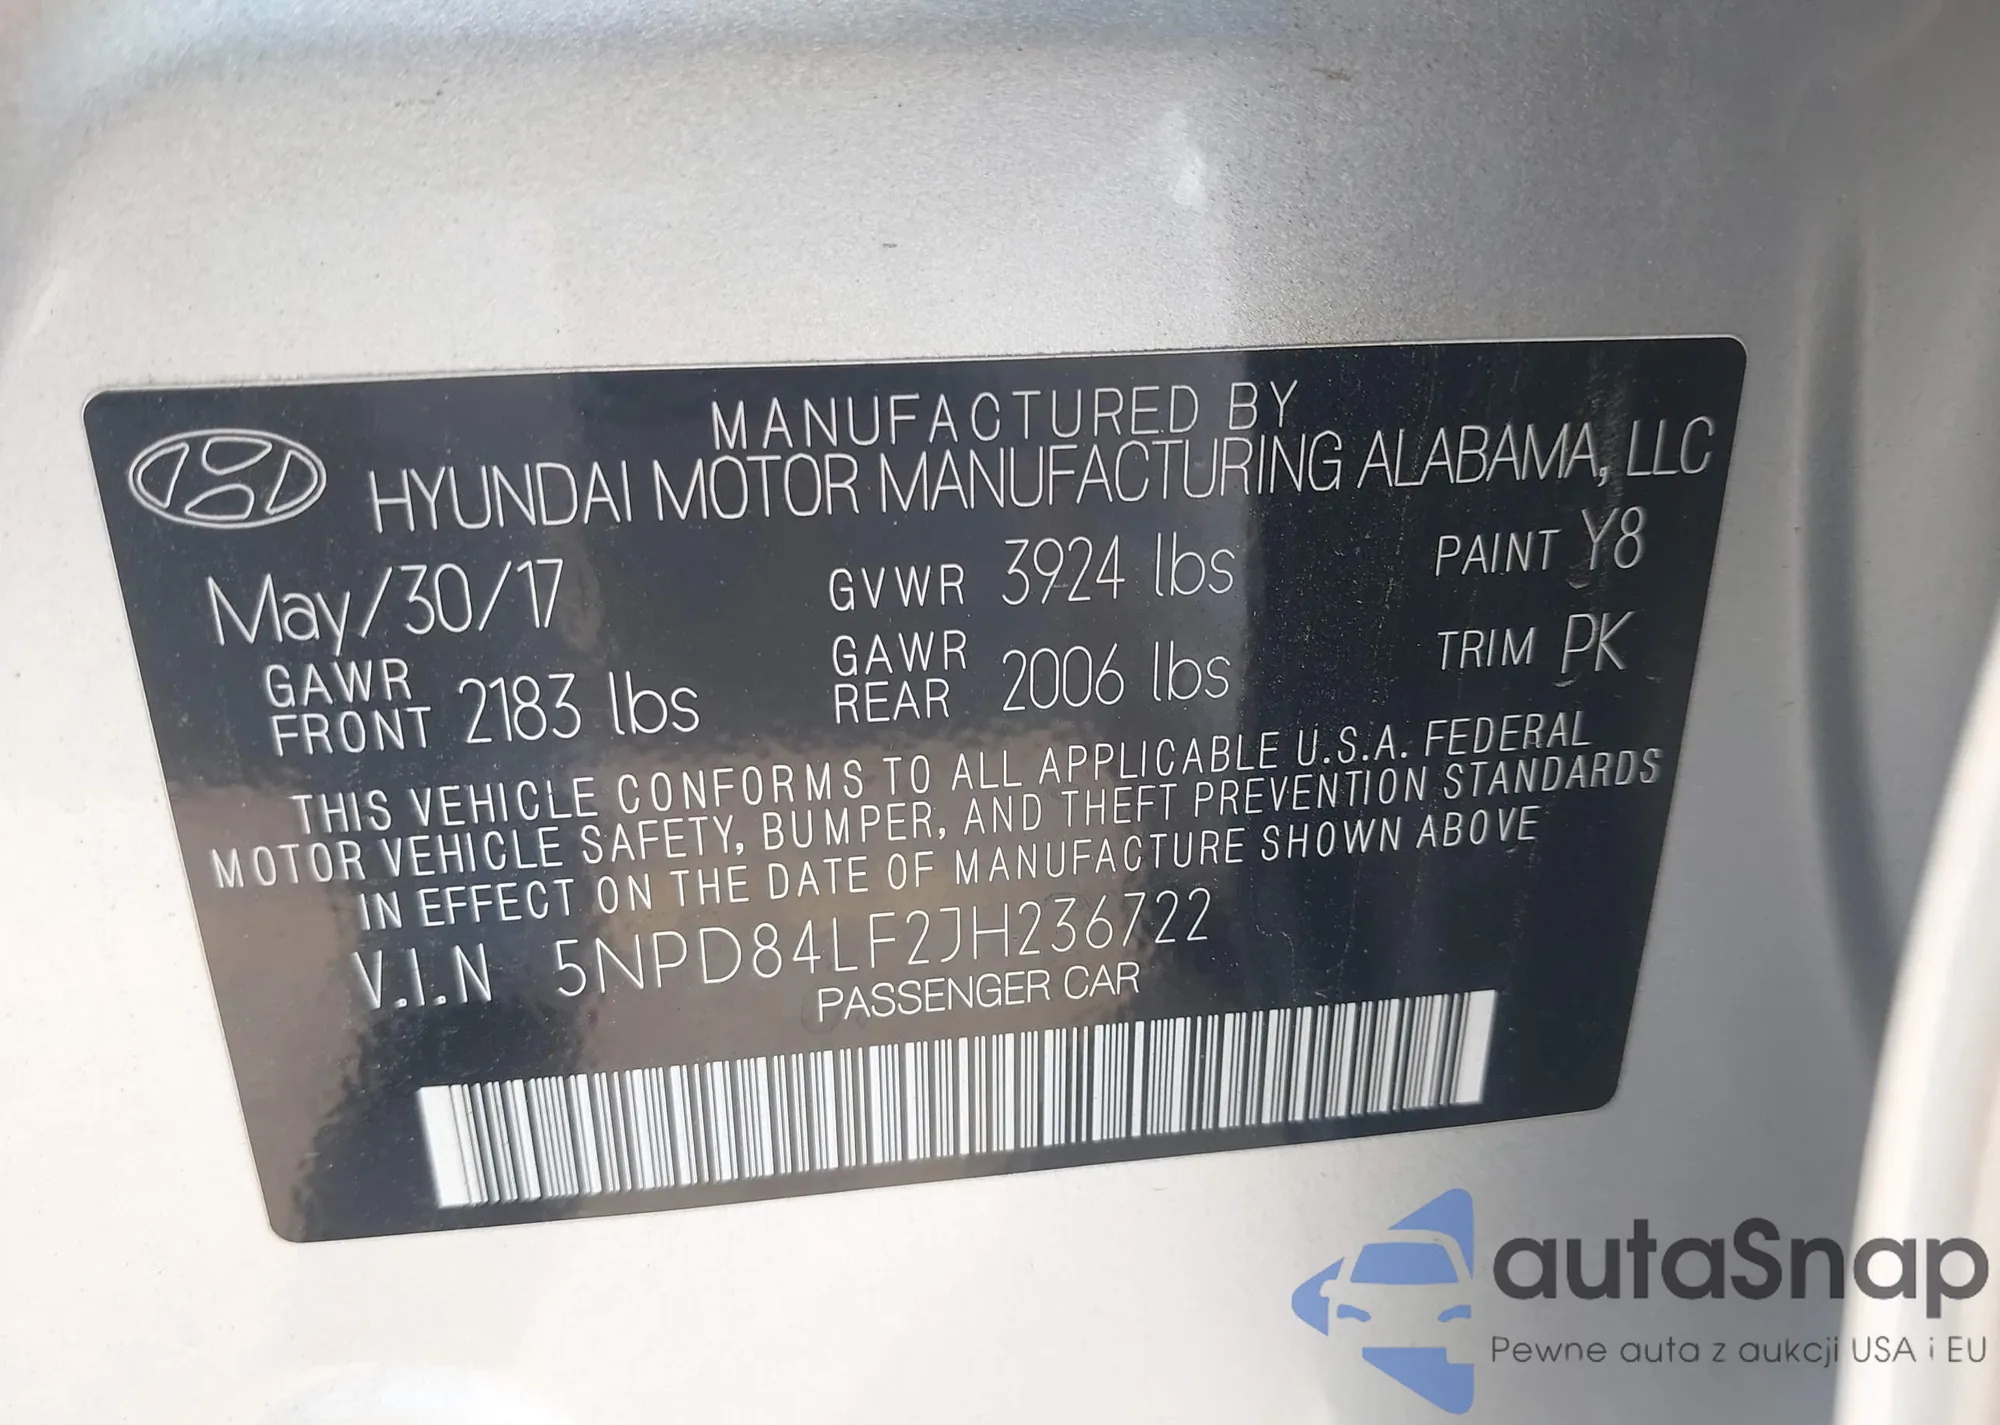 MANUFACTURED BY
HYUNDAI MOTOR MANUFACTURING ALABAMA, LLC
May/30/17 GVWR 3924 lbs PAINT Y8
GAWR FRONT 2183 lbs GAWR REAR 2006 lbs TRIM PK
THIS VEHICLE CONFORMS TO ALL APPLICABLE U.S.A. FEDERAL
MOTOR VEHICLE SAFETY, BUMPER, AND THEFT PREVENTION STANDARDS
IN EFFECT ON THE DATE OF MANUFACTURE SHOWN ABOVE
V.I.N 5NPD84LF2JH236722
PASSENGER CAR
autaSnap
Pewne auta z aukcji USA i EU